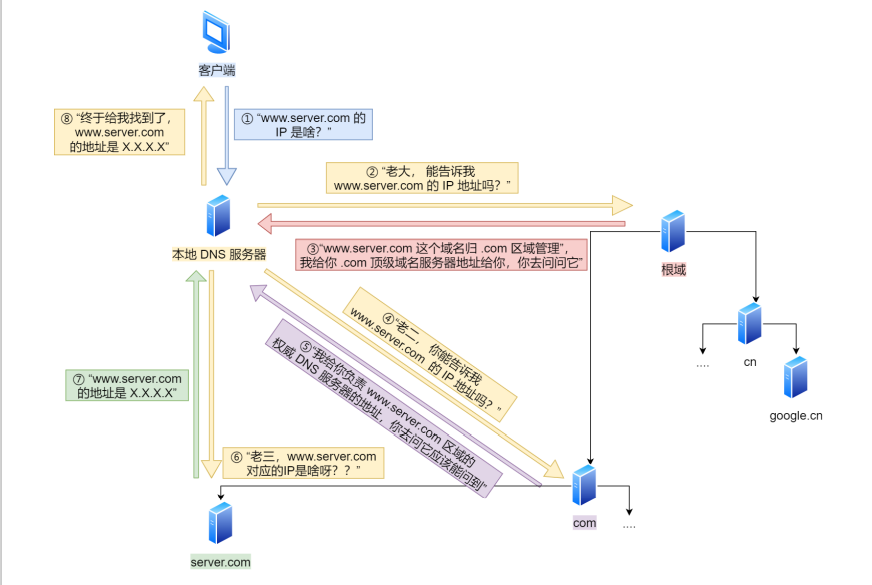 客户端
⑧ “终于给我找到了，
www.server.com
的地址是 X.X.X.X”
① “www.server.com 的
IP 是啥？”
② “老大， 能告诉我
www.server.com 的 IP 地址吗？”
本地 DNS 服务器
③“www.server.com 这个域名归 .com 区域管理”，
我给你 .com 顶级域名服务器地址给你，你去问问它”
根域
④ “老二， 你能告诉我
www.server.com 的 IP 地址吗？”
⑤ “我给你负责 www.server.com 区域的
权威 DNS 服务器的地址，你去问它应该能问到”
cn
....
google.cn
⑦ “www.server.com
的地址是 X.X.X.X”
⑥ “老三，www.server.com
对应的IP是啥呀？？”
com
....
server.com